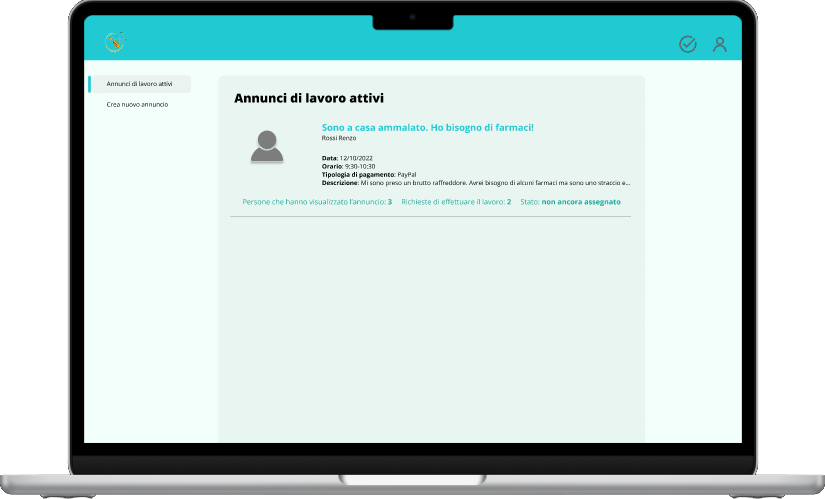 Annunci di lavoro attivi
Crea nuovo annuncio
Annunci di lavoro attivi
Sono a casa ammalato. Ho bisogno di farmaci!
Rossi Renzo
Data: 12/10/2022
Orario: 9:30-10:30
Tipologia di pagamento: PayPal
Descrizione: Mi sono preso un brutto raffreddore. Avrei bisogno di alcuni farmaci ma sono uno straccio e...
Persone che hanno visualizzato l'annuncio: 3 Richieste di effettuare il lavoro: 2 Stato: non ancora assegnato